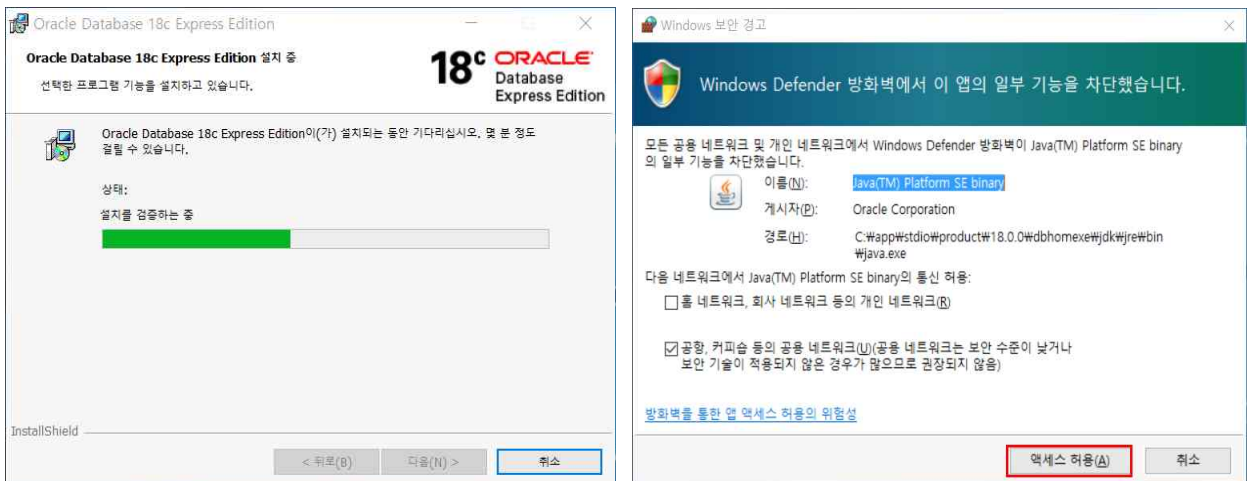 Oracle Database 18c Express Edition
Oracle Database 18c Express Edition 설치 중
선택한 프로그램 기능을 설치하고 있습니다.
18c ORACLE
Database
Express Edition
Oracle Database 18c Express Edition이(가) 설치되는 동안 기다리십시오, 몇 분 정도
걸릴 수 있습니다.
상태:
설치를 검증하는 중
InstallShield
< 뒤로(B)
다음(N) >
취소
Windows 보안 경고
Windows Defender 방화벽에서 이 앱의 일부 기능을 차단했습니다.
모든 공용 네트워크 및 개인 네트워크에서 Windows Defender 방화벽이 Java(TM) Platform SE binary
의 일부 기능을 차단했습니다.
이름(N): Java(TM) Platform SE binary
게시자(P): Oracle Corporation
경로(H): C:₩app₩stdio₩product₩18.0.0₩dbhomexe₩jdk₩jre₩bin
₩java.exe
다음 네트워크에서 Java(TM) Platform SE binary의 통신 허용:
홈 네트워크, 회사 네트워크 등의 개인 네트워크(R)
공항, 커피숍 등의 공용 네트워크(U)(공용 네트워크는 보안 수준이 낮거나
보안 기술이 적용되지 않은 경우가 많으므로 권장되지 않음)
방화벽을 통한 앱 액세스 허용의 위험성
액세스 허용(A)
취소